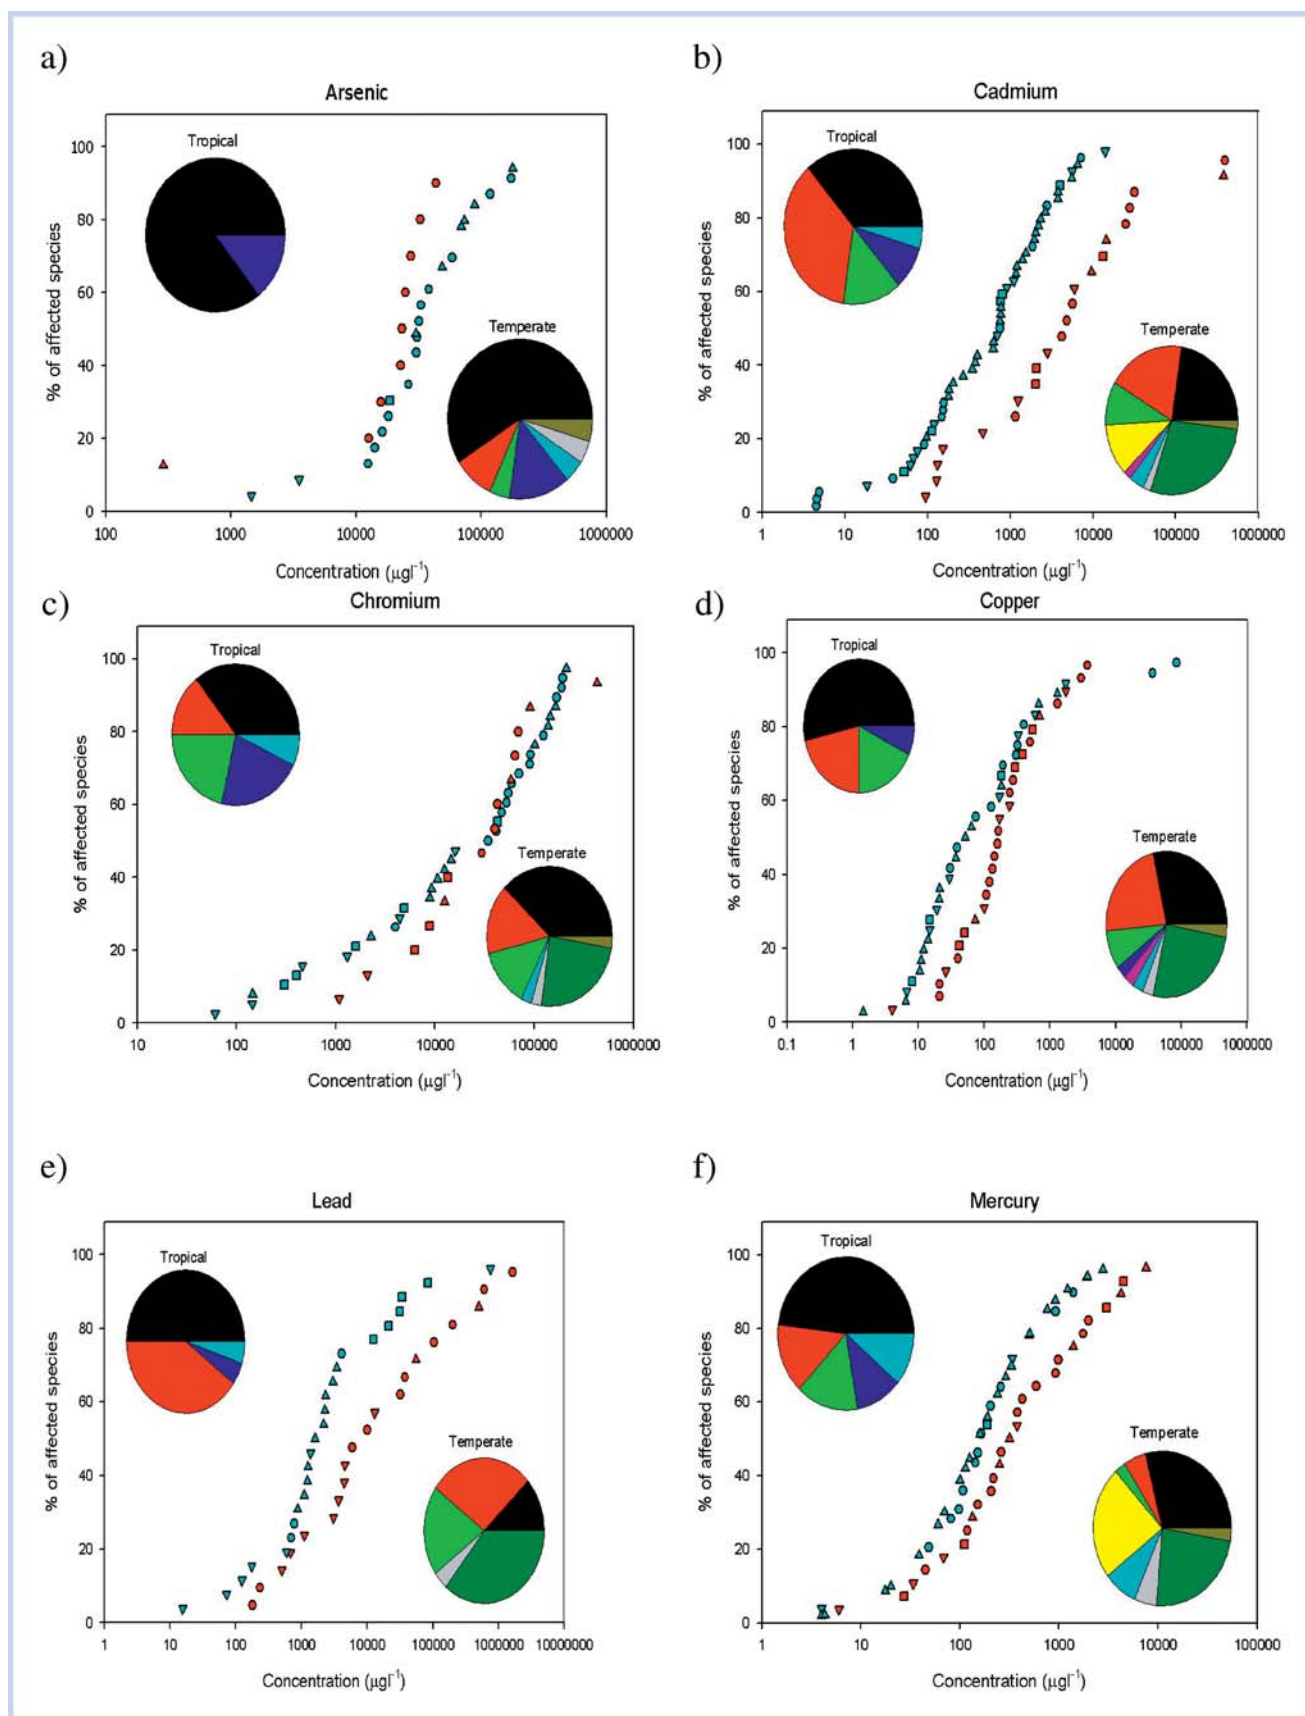 a)
Arsenic
Tropical
Temperate
% of affected species
100
80
60
40
20
0
100 1000 10000 100000 1000000
Concentration (µgl⁻¹)
b)
Cadmium
Tropical
Temperate
% of affected species
100
80
60
40
20
0
1 10 100 1000 10000 100000 1000000
Concentration (µgl⁻¹)
c)
Chromium
Tropical
Temperate
% of affected species
100
80
60
40
20
0
10 100 1000 10000 100000 1000000
Concentration (µgl⁻¹)
d)
Copper
Tropical
Temperate
% of affected species
100
80
60
40
20
0
0.1 1 10 100 1000 10000 100000 1000000
Concentration (µgl⁻¹)
e)
Lead
Tropical
Temperate
% of affected species
100
80
60
40
20
0
1 10 100 1000 10000 100000 1000000 10000000
Concentration (µgl⁻¹)
f)
Mercury
Tropical
Temperate
% of affected species
100
80
60
40
20
0
1 10 100 1000 10000 100000
Concentration (µgl⁻¹)